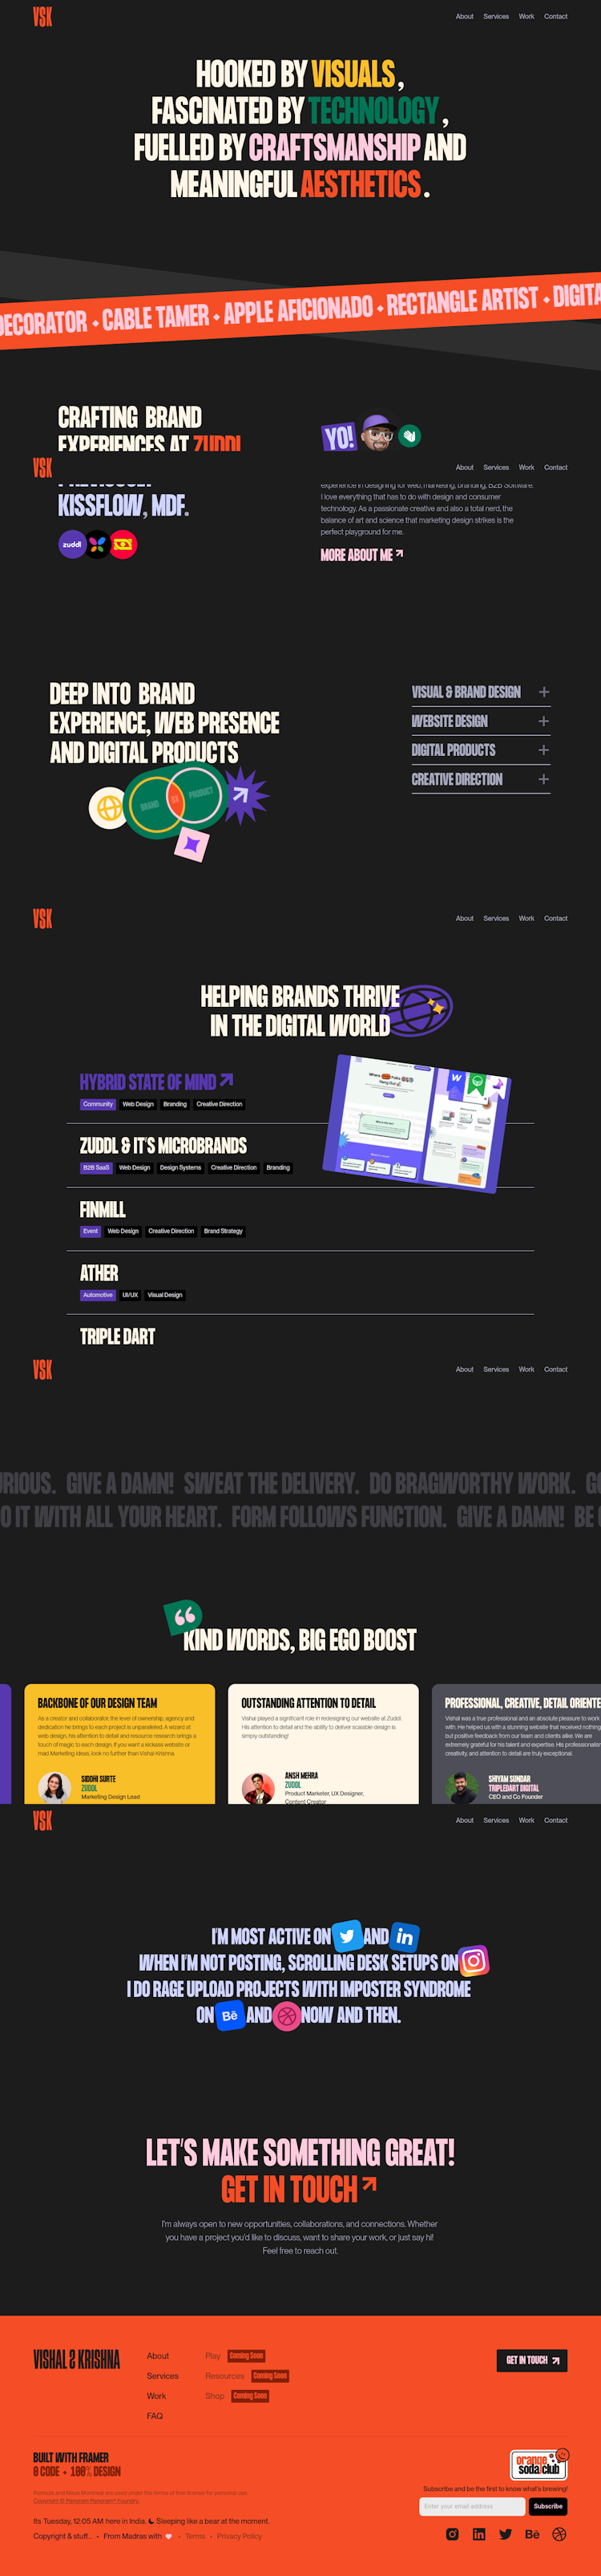 VSK
About Services Work Contact
HOOKED BY VISUALS,
FASCINATED BY TECHNOLOGY,
FUELLED BY CRAFTSMANSHIP AND
MEANINGFUL AESTHETICS.
DECORATOR • CABLE TAMER • APPLE AFICIONADO • RECTANGLE ARTIST • DIGITA
CRAFTING BRAND
EXPERIENCES AT ZUDDL
YO!
VSK
About Services Work Contact
PREVIOUSLY
KISSFLOW, MDF.
zuddl
experience in designing for web, marketing, branding, B2B Software.
I love everything that has to do with design and consumer
technology. As a passionate creative and also a total nerd, the
balance of art and science that marketing design strikes is the
perfect playground for me.
MORE ABOUT ME
DEEP INTO BRAND
EXPERIENCE, WEB PRESENCE
AND DIGITAL PRODUCTS
BRAND
UX
PRODUCT
VISUAL & BRAND DESIGN
WEBSITE DESIGN
DIGITAL PRODUCTS
CREATIVE DIRECTION
VSK
About Services Work Contact
HELPING BRANDS THRIVE
IN THE DIGITAL WORLD
HYBRID STATE OF MIND
Community Web Design Branding Creative Direction
ZUDDL & IT'S MICROBRANDS
B2B SaaS Web Design Design Systems Creative Direction Branding
FINMILL
Event Web Design Creative Direction Brand Strategy
ATHER
Automotive UI/UX Visual Design
TRIPLE DART
VSK
About Services Work Contact
URIOUS. GIVE A DAMN! SWEAT THE DELIVERY. DO BRAGWORTHY WORK. GO
O IT WITH ALL YOUR HEART. FORM FOLLOWS FUNCTION. GIVE A DAMN! BE C
KIND WORDS, BIG EGO BOOST
BACKBONE OF OUR DESIGN TEAM
As a creator and collaborator, the level of ownership, agency and
dedication he brings to each project is unparalleled. A wizard at
web design, his attention to detail and resource research brings a
touch of magic to each design. If you want a kickass website or
mad Marketing ideas, look no further than Vishal Krishna.
SIDDHI SURTE
ZUDDL
Marketing Design Lead
OUTSTANDING ATTENTION TO DETAIL
Vishal played a significant role in redesigning our website at Zuddl.
His attention to detail and the ability to deliver scalable design is
simply outstanding!
ANSH MEHRA
ZUDDL
Product Marketer, UX Designer,
Content Creator
PROFESSIONAL, CREATIVE, DETAIL ORIENTE
Vishal was a true professional and an absolute pleasure to work
with. He helped us with a stunning website that received nothing
but positive feedback from our team and clients alike. We are
extremely grateful for his talent and expertise. His professionalism,
creativity, and attention to detail are truly exceptional.
SHIYAM SUNDAR
TRIPLEDART DIGITAL
CEO and Co Founder
VSK
About Services Work Contact
I'M MOST ACTIVE ON AND in
WHEN I'M NOT POSTING, SCROLLING DESK SETUPS ON
I DO RAGE UPLOAD PROJECTS WITH IMPOSTER SYNDROME
ON Bē AND NOW AND THEN.
LET'S MAKE SOMETHING GREAT!
GET IN TOUCH
I'm always open to new opportunities, collaborations, and connections. Whether
you have a project you'd like to discuss, want to share your work, or just say hi!
Feel free to reach out.
VISHAL S KRISHNA
About
Services
Work
FAQ
Play Coming Soon
Resources Coming Soon
Shop Coming Soon
GET IN TOUCH
BUILT WITH FRAMER
0 CODE + 100% DESIGN
Formula and Neue Montreal are used under the terms of free license for personal use.
Copyright © Pangram Pangram® Foundry.
Its Tuesday, 12:05 AM here in India. Sleeping like a bear at the moment.
Copyright & stuff... • From Madras with • Terms • Privacy Policy
orange
soda club
Subscribe and be the first to know what's brewing!
Enter your email address
Subscribe
in Bē